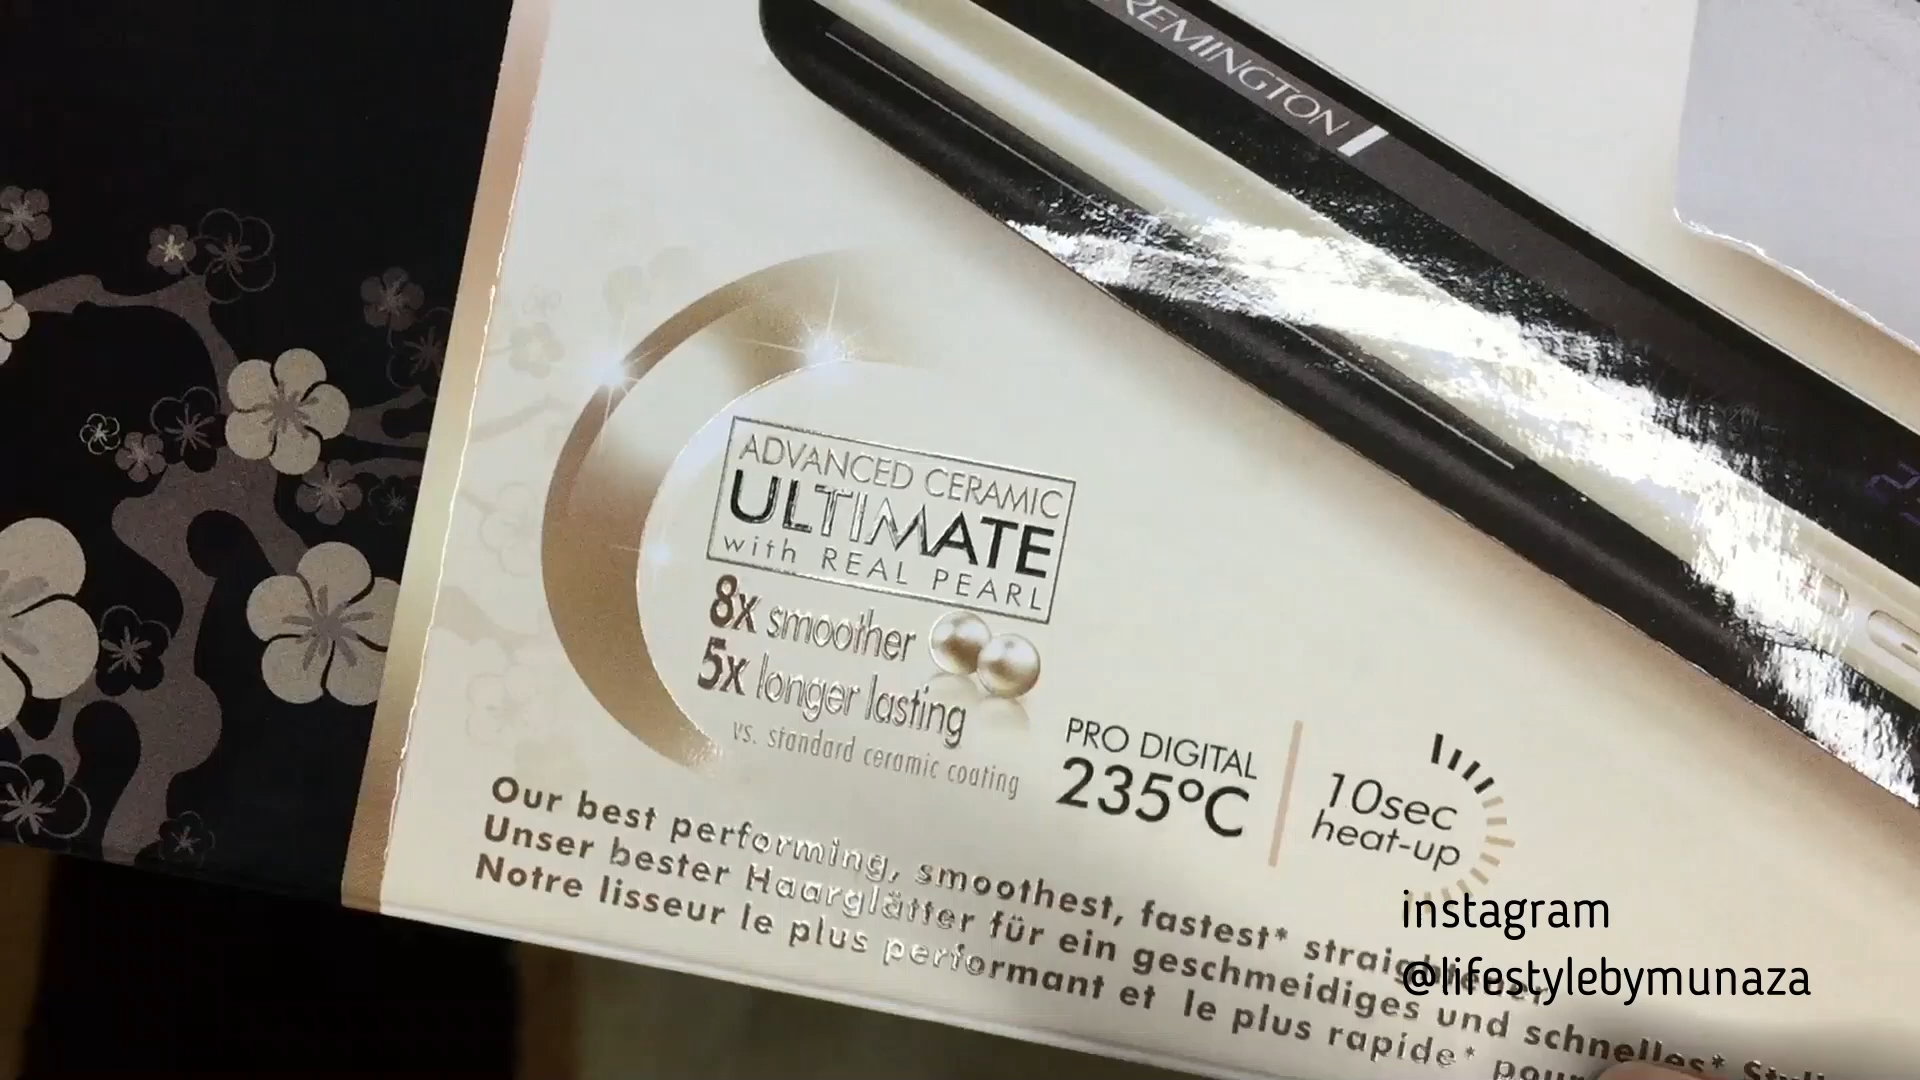 REMINGTON
ADVANCED CERAMIC
ULTIMATE
with REAL PEARL
8x smoother
5x longer lasting
vs. standard ceramic coating
PRO DIGITAL
235°C
10sec
heat-up
Our best performing, smoothest, fastest* straightener
Unser bester Haarglätter für ein geschmeidiges und schnelles*
Notre lisseur le plus performant et le plus rapide* pour
instagram
@lifestylebymunaza